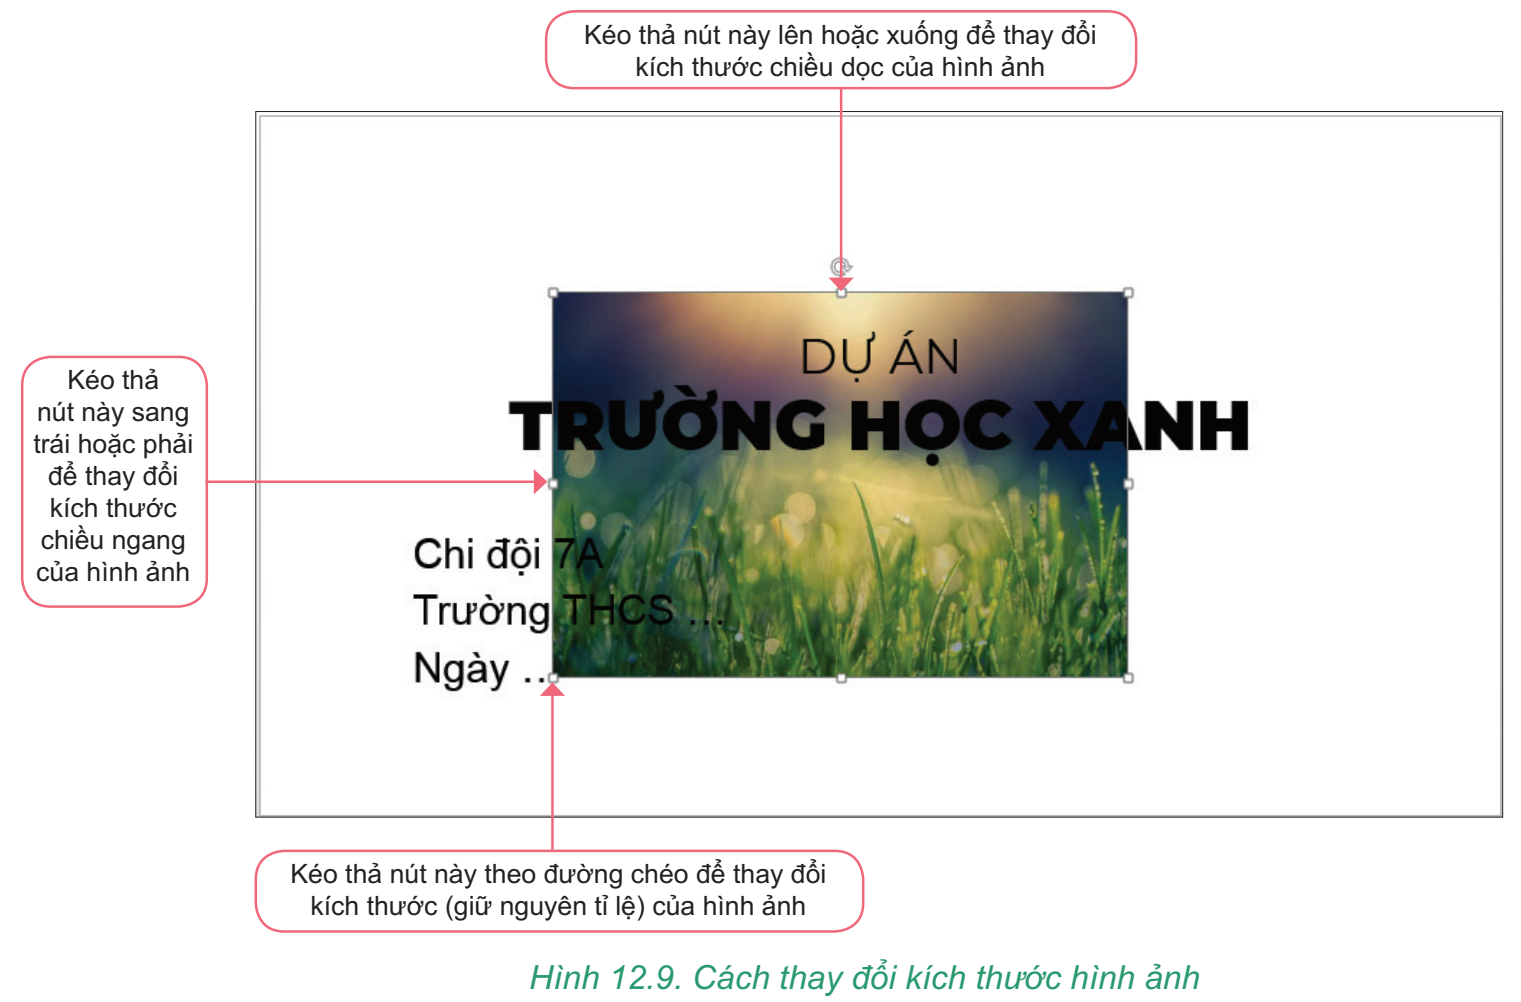 Kéo thả nút này lên hoặc xuống để thay đổi
kích thước chiều dọc của hình ảnh
DỰ ÁN
TRƯỜNG HỌC XANH
Kéo thả
nút này sang
trái hoặc phải
để thay đổi
kích thước
chiều ngang
của hình ảnh
Chi đội 7A
Trường THCS ...
Ngày ...
Kéo thả nút này theo đường chéo để thay đổi
kích thước (giữ nguyên tỉ lệ) của hình ảnh
Hình 12.9. Cách thay đổi kích thước hình ảnh